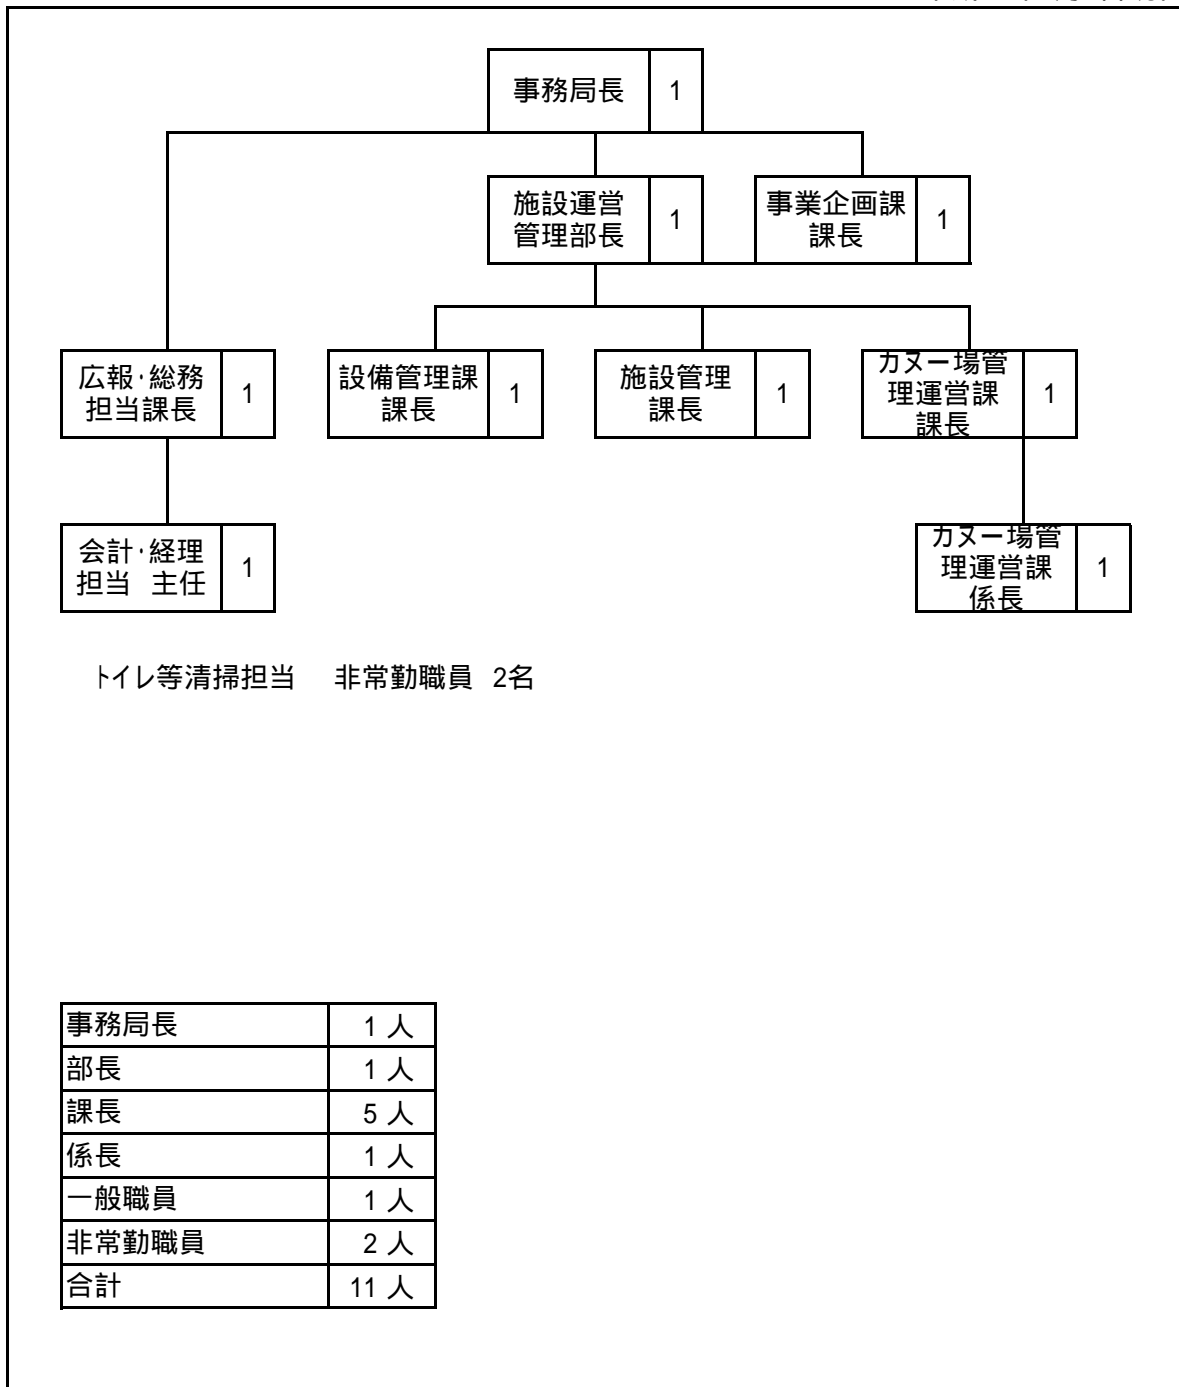 事務局長 1
施設運営
管理部長 1
事業企画課
課長 1
広報・総務
担当課長 1
設備管理課
課長 1
施設管理
課長 1
カヌー場管
理運営課
課長 1
会計・経理
担当 主任 1
カヌー場管
理運営課
係長 1
トイレ等清掃担当 非常勤職員 2名
事務局長 1 人
部長 1 人
課長 5 人
係長 1 人
一般職員 1 人
非常勤職員 2 人
合計 11 人